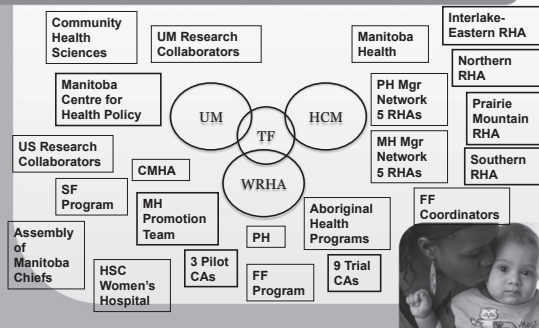 Community
Health
Sciences
UM Research
Collaborators
Manitoba
Health
Interlake-
Eastern RHA
Northern
RHA
Manitoba
Centre for
Health Policy
UM
HCM
TF
WRHA
PH Mgr
Network
5 RHAs
Prairie
Mountain
RHA
US Research
Collaborators
CMHA
MH Mgr
Network
5 RHAs
Southern
RHA
SF
Program
MH
Promotion
Team
Aboriginal
Health
Programs
FF
Coordinators
Assembly
of
Manitoba
Chiefs
PH
HSC
Women's
Hospital
3 Pilot
CAs
FF
Program
9 Trial
CAs